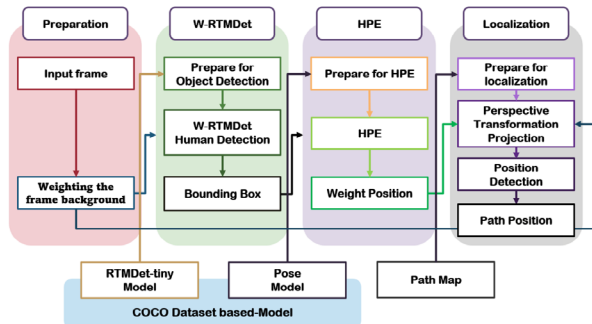 Preparation
W-RTMDet
HPE
Localization
Input frame
Weighting the
frame background
Prepare for
Object Detection
W-RTMDet
Human Detection
Bounding Box
Prepare for HPE
HPE
Weight Position
Prepare for
localization
Perspective
Transformation
Projection
Position
Detection
Path Position
RTMDet-tiny
Model
Pose
Model
Path Map
COCO Dataset based-Model